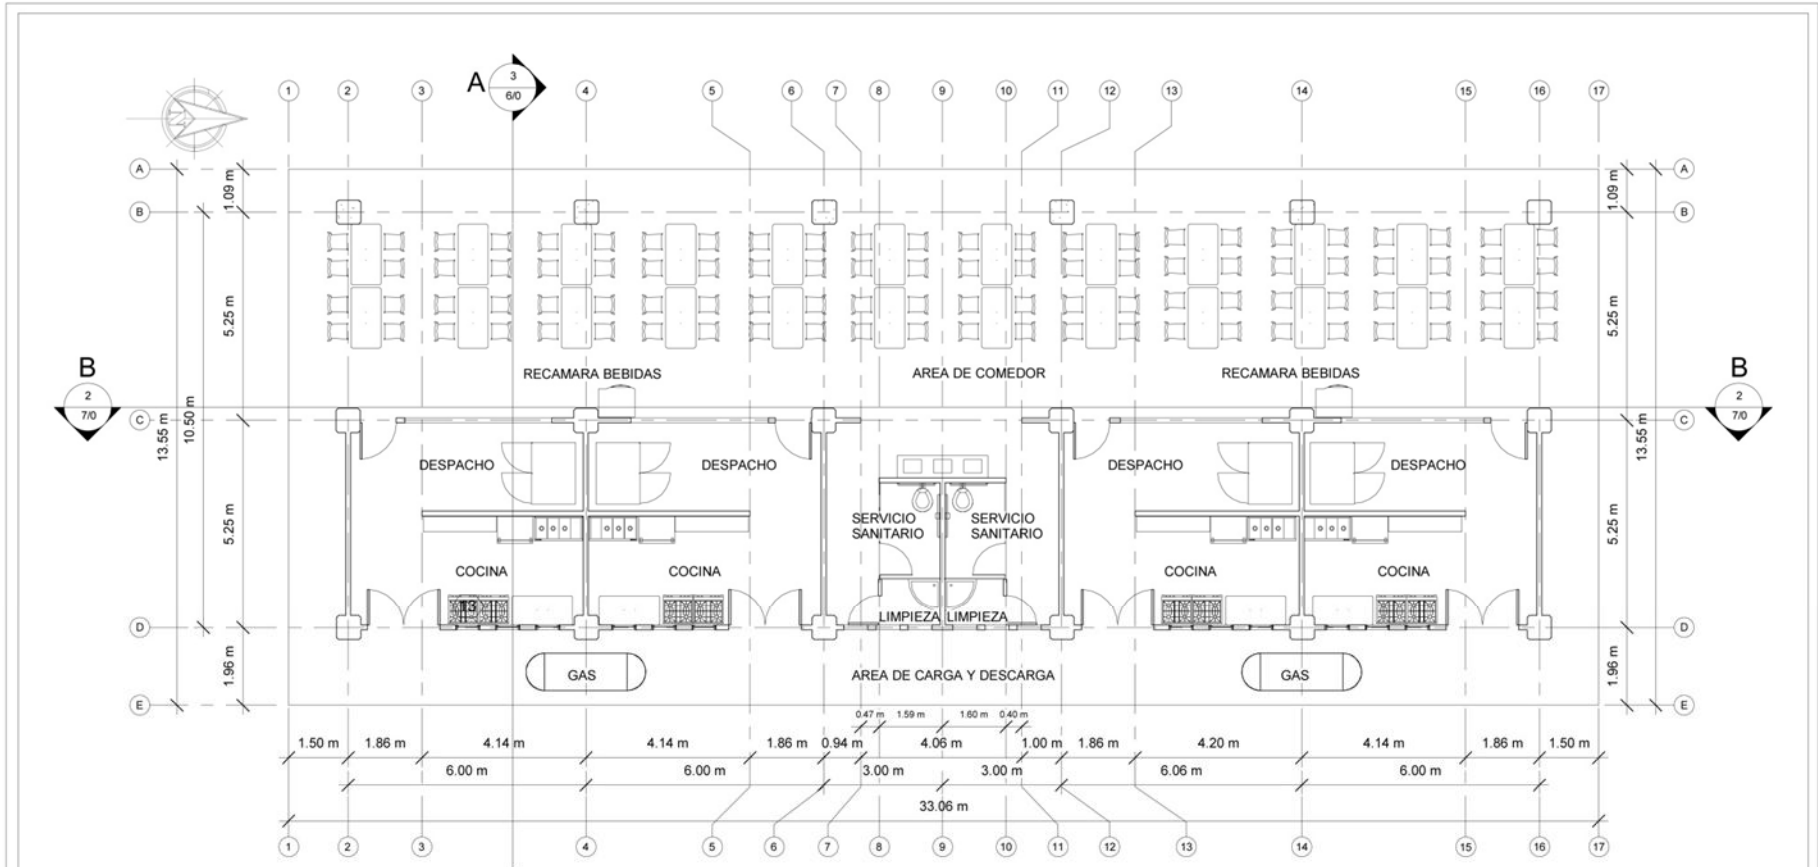 A
3
6/0
1 2 3 4 5 6 7 8 9 10 11 12 13 14 15 16 17
N
A
A
1.09 m
1.09 m
B
B
5.25 m
5.25 m
RECAMARA BEBIDAS
AREA DE COMEDOR
RECAMARA BEBIDAS
B
2
7/0
B
2
7/0
C
C
13.55 m
10.50 m
13.55 m
DESPACHO
DESPACHO
DESPACHO
DESPACHO
5.25 m
5.25 m
SERVICIO
SANITARIO
SERVICIO
SANITARIO
COCINA
COCINA
COCINA
COCINA
13
LIMPIEZA
LIMPIEZA
D
D
1.96 m
1.96 m
GAS
AREA DE CARGA Y DESCARGA
GAS
E
E
0.47 m 1.59 m 1.60 m 0.40 m
1.50 m 1.86 m 4.14 m 4.14 m 1.86 m 0.94 m 4.06 m 1.00 m 1.86 m 4.20 m 4.14 m 1.86 m 1.50 m
6.00 m 6.00 m 3.00 m 3.00 m 6.06 m 6.00 m
33.06 m
1 2 3 4 5 6 7 8 9 10 11 12 13 14 15 16 17